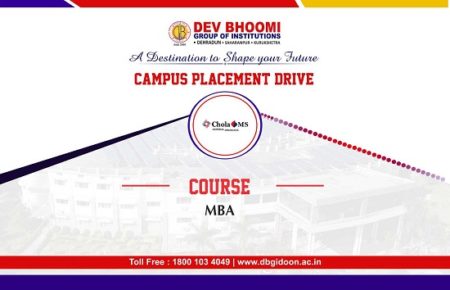 DEV BHOOMI
GROUP OF INSTITUTIONS
• DEHRADUN • SAHARANPUR • KURUKSHETRA
A Destination to Shape your Future
CAMPUS PLACEMENT DRIVE
Chola MS
COURSE
MBA
Toll Free : 1800 103 4049 | www.dbgidoon.ac.in